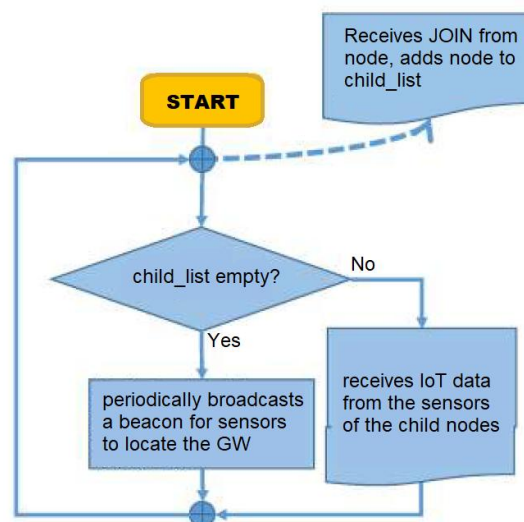 Receives JOIN from
node, adds node to
child_list
START
child_list empty?
No
Yes
periodically broadcasts
a beacon for sensors
to locate the GW
receives IoT data
from the sensors
of the child nodes